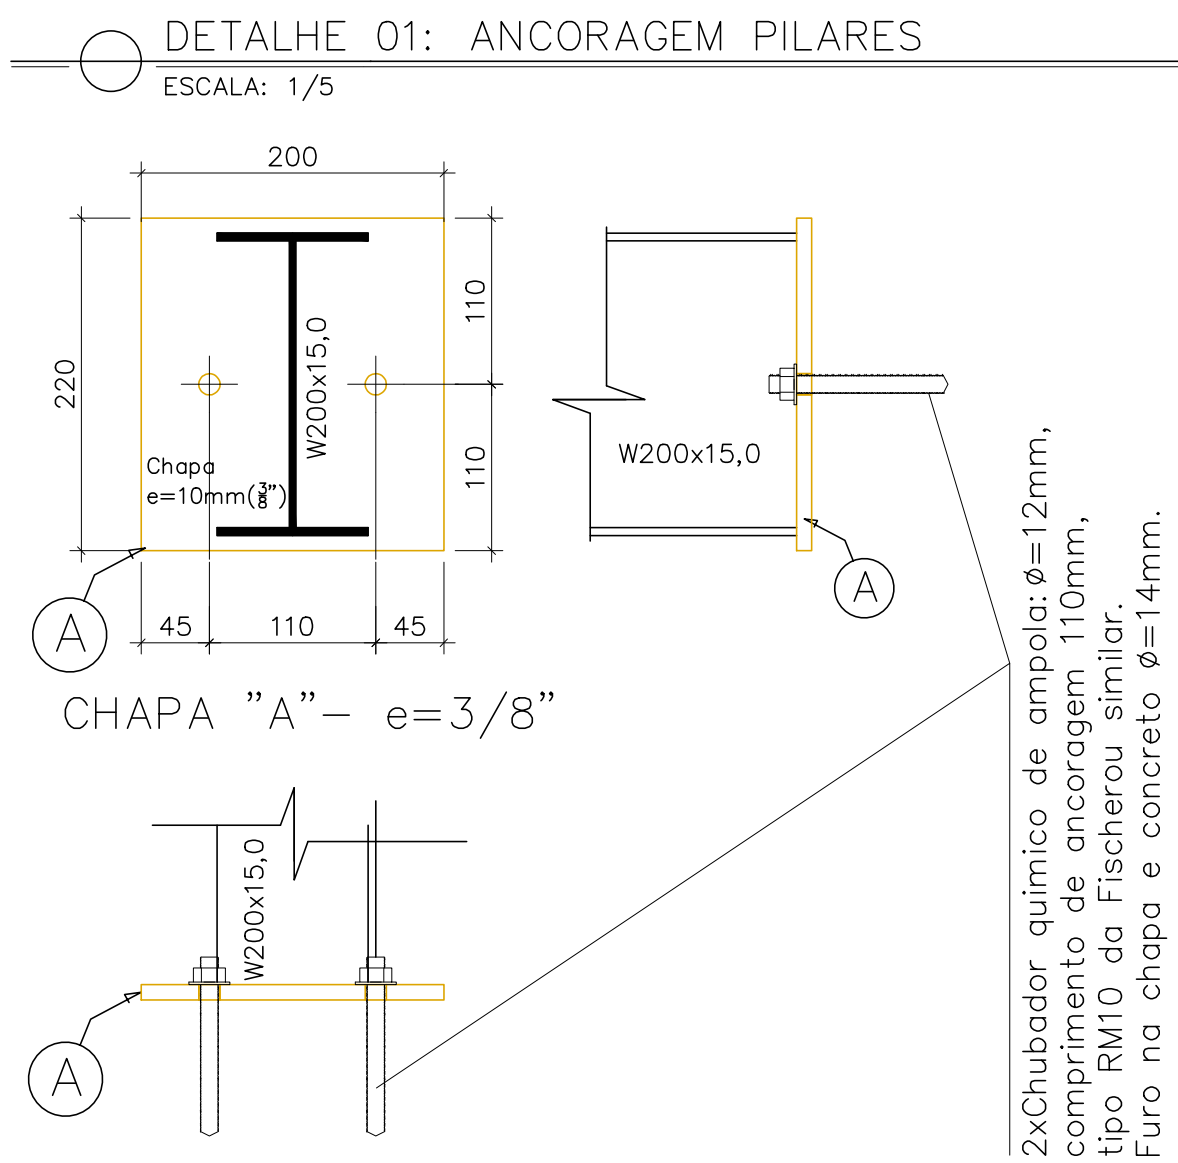 DETALHE 01: ANCORAGEM PILARES
ESCALA: 1/5
200
220
110
110
W200x15,0
Chapa
e=10mm(3/8")
A
45
110
45
CHAPA "A"- e=3/8"
W200x15,0
A
W200x15,0
A
2xChubador quimico de ampola: ø=12mm,
comprimento de ancoragem 110mm,
tipo RM10 da Fischerou similar.
Furo na chapa e concreto ø=14mm.